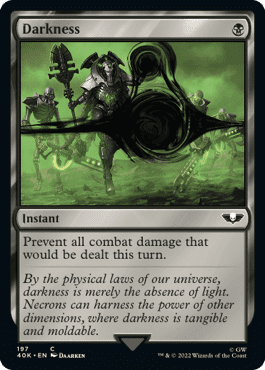 Darkness
Instant
Prevent all combat damage that
would be dealt this turn.
By the physical laws of our universe,
darkness is merely the absence of light.
Necrons can harness the power of other
dimensions, where darkness is tangible
and moldable.
197 C
40K • EN DAARKEN
© GW
™ & © 2022 Wizards of the Coast